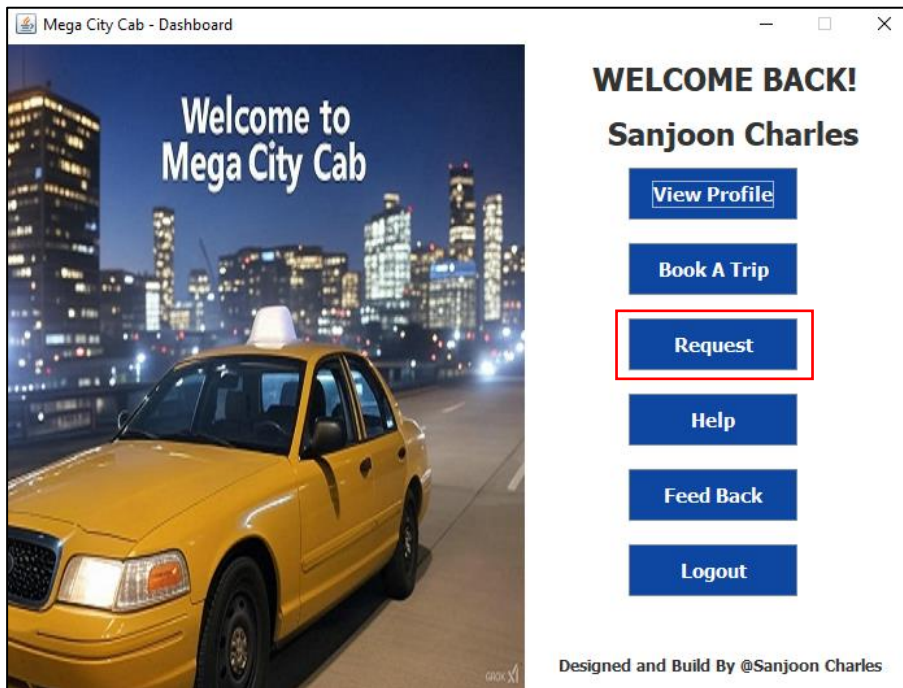 Mega City Cab - Dashboard
Welcome to
Mega City Cab
WELCOME BACK!
Sanjoon Charles
View Profile
Book A Trip
Request
Help
Feed Back
Logout
Designed and Build By @Sanjoon Charles
GROK